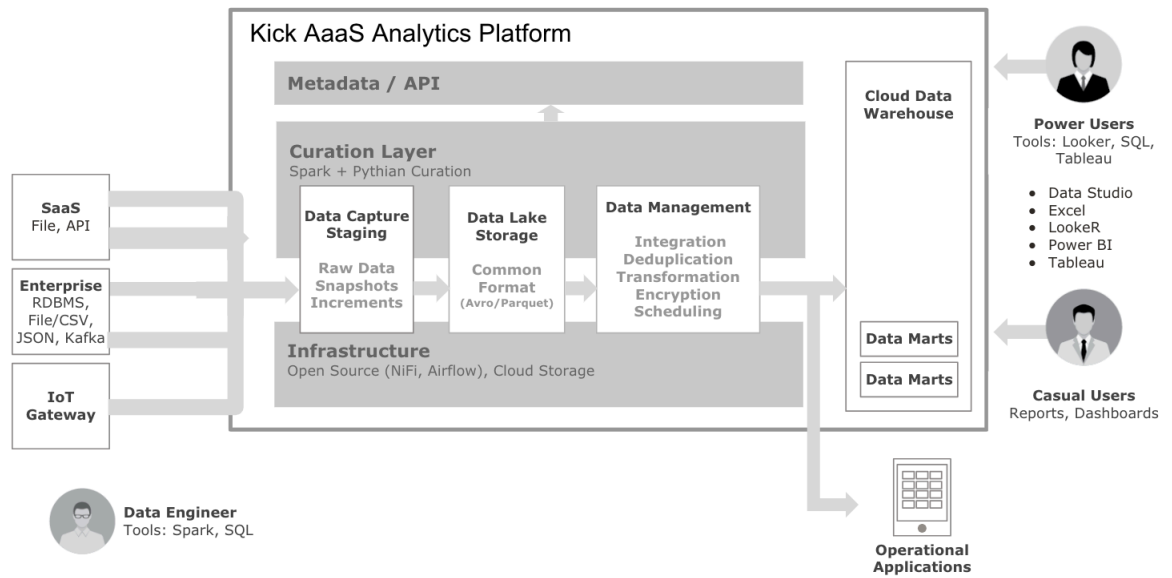 Kick AaaS Analytics Platform
Metadata / API
Curation Layer
Spark + Pythian Curation
SaaS
File, API
Enterprise
RDBMS,
File/CSV,
JSON, Kafka
IoT
Gateway
Data Capture
Staging
Raw Data
Snapshots
Increments
Data Lake
Storage
Common
Format
(Avro/Parquet)
Data Management
Integration
Deduplication
Transformation
Encryption
Scheduling
Infrastructure
Open Source (NiFi, Airflow), Cloud Storage
Cloud Data
Warehouse
Data Marts
Data Marts
Power Users
Tools: Looker, SQL,
Tableau
• Data Studio
• Excel
• LookeR
• Power BI
• Tableau
Casual Users
Reports, Dashboards
Data Engineer
Tools: Spark, SQL
Operational
Applications